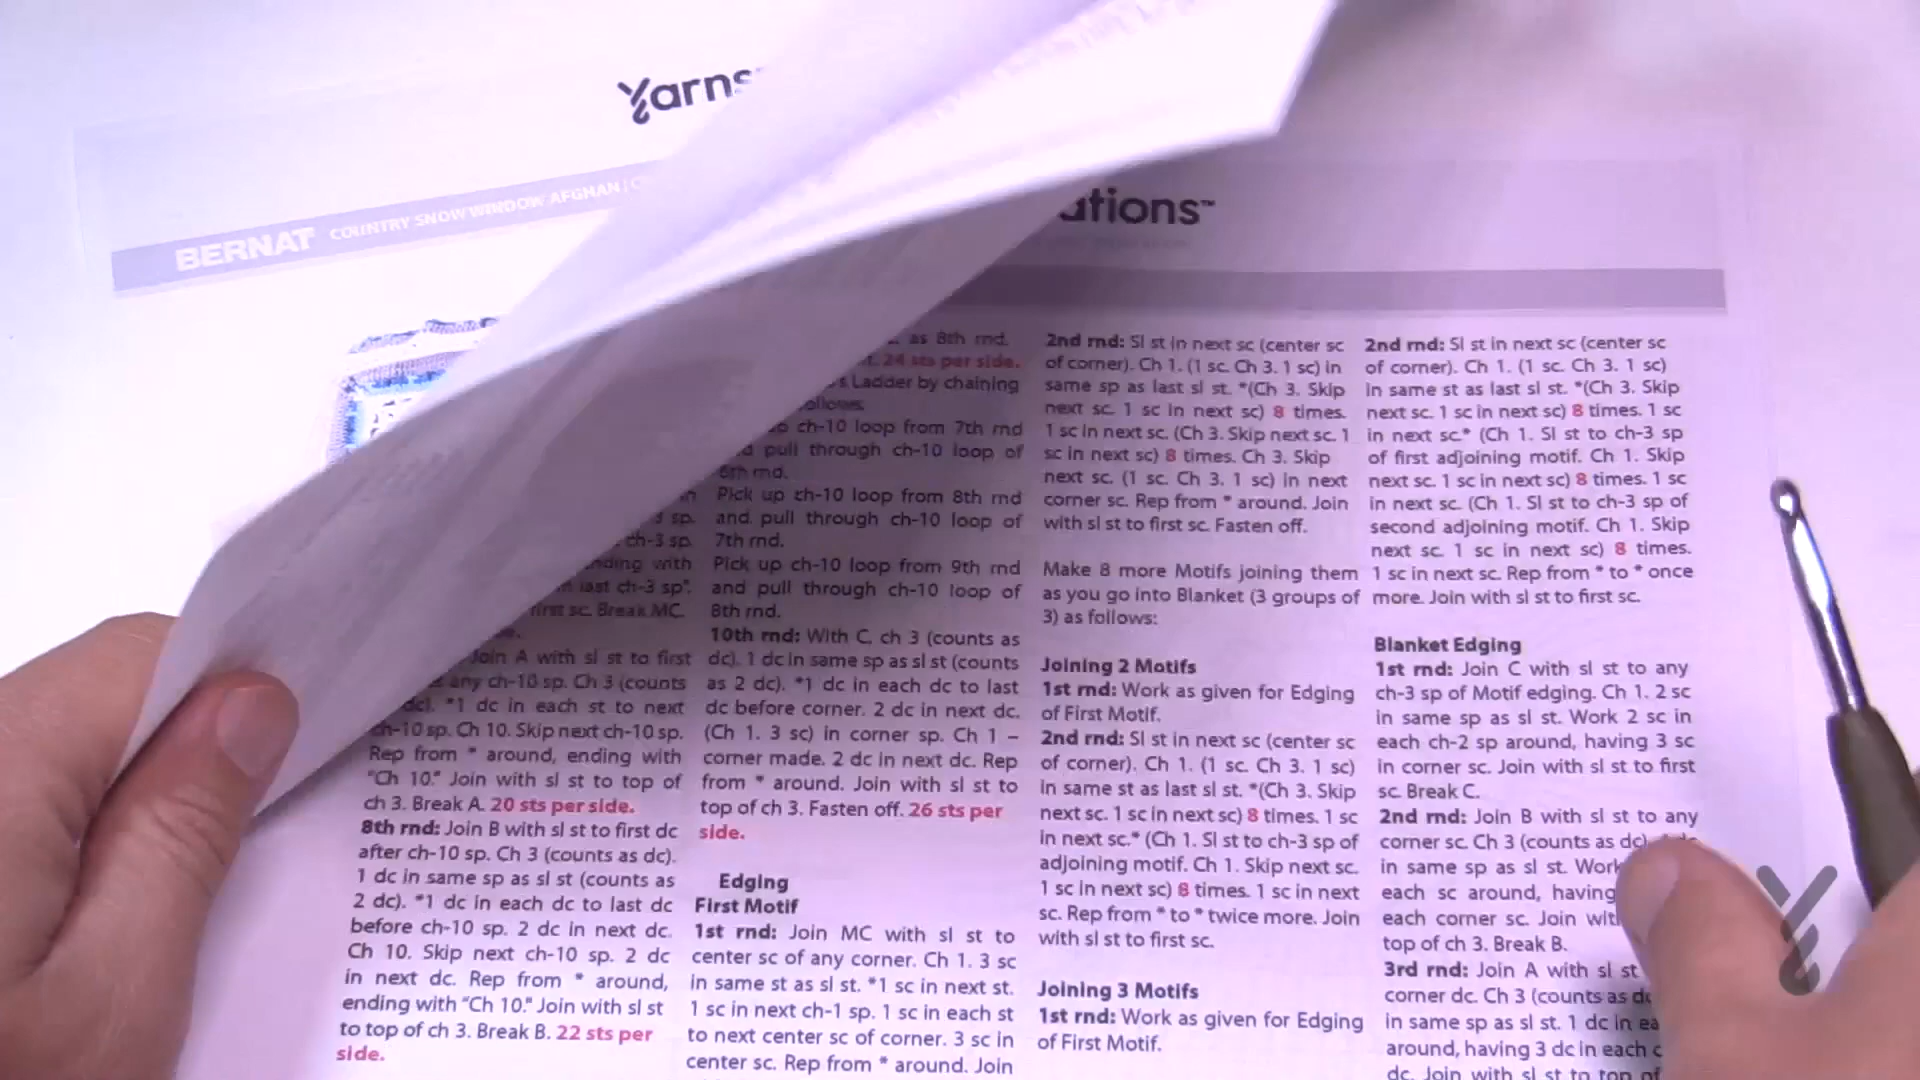 Yarns
BERNAT COUNTRY SNOW WINDOW AFGHAN
ations™
as 8th rnd.
24 sts per side.
Ladder by chaining
ch-10 loop from 7th rnd
pull through ch-10 loop of
6th rnd.
Pick up ch-10 loop from 8th rnd
and pull through ch-10 loop of
7th rnd.
Pick up ch-10 loop from 9th rnd
and pull through ch-10 loop of
8th rnd.
10th rnd: With C, ch 3 (counts as
dc). 1 dc in same sp as sl st (counts
as 2 dc). *1 dc in each dc to last
dc before corner. 2 dc in next dc.
(Ch 1. 3 sc) in corner sp. Ch 1 –
corner made. 2 dc in next dc. Rep
from * around. Join with sl st to
top of ch 3. Fasten off. 26 sts per
side.
Edging
First Motif
1st rnd: Join MC with sl st to
center sc of any corner. Ch 1. 3 sc
in same st as sl st. *1 sc in next st.
1 sc in next ch-1 sp. 1 sc in each st
to next center sc of corner. 3 sc in
center sc. Rep from * around. Join
sp.
ch-3 sp.
with
last ch-3 sp*.
first sc. Break MC.
Join A with sl st to first
any ch-10 sp. Ch 3 (counts
dc). *1 dc in each st to next
ch-10 sp. Ch 10. Skip next ch-10 sp.
Rep from * around, ending with
"Ch 10." Join with sl st to top of
ch 3. Break A. 20 sts per side.
8th rnd: Join B with sl st to first dc
after ch-10 sp. Ch 3 (counts as dc).
1 dc in same sp as sl st (counts as
2 dc). *1 dc in each dc to last dc
before ch-10 sp. 2 dc in next dc.
Ch 10. Skip next ch-10 sp. 2 dc
in next dc. Rep from * around,
ending with "Ch 10." Join with sl st
to top of ch 3. Break B. 22 sts per
side.
2nd rnd: Sl st in next sc (center sc
of corner). Ch 1. (1 sc. Ch 3. 1 sc) in
same sp as last sl st. *(Ch 3. Skip
next sc. 1 sc in next sc) 8 times.
1 sc in next sc. (Ch 3. Skip next sc. 1
sc in next sc) 8 times. Ch 3. Skip
next sc. (1 sc. Ch 3. 1 sc) in next
corner sc. Rep from * around. Join
with sl st to first sc. Fasten off.
Make 8 more Motifs joining them
as you go into Blanket (3 groups of
3) as follows:
Joining 2 Motifs
1st rnd: Work as given for Edging
of First Motif.
2nd rnd: Sl st in next sc (center sc
of corner). Ch 1. (1 sc. Ch 3. 1 sc)
in same st as last sl st. *(Ch 3. Skip
next sc. 1 sc in next sc) 8 times. 1 sc
in next sc.* (Ch 1. Sl st to ch-3 sp of
adjoining motif. Ch 1. Skip next sc.
1 sc in next sc) 8 times. 1 sc in next
sc. Rep from * to * twice more. Join
with sl st to first sc.
Joining 3 Motifs
1st rnd: Work as given for Edging
of First Motif.
2nd rnd: Sl st in next sc (center sc
of corner). Ch 1. (1 sc. Ch 3. 1 sc)
in same st as last sl st. *(Ch 3. Skip
next sc. 1 sc in next sc) 8 times. 1 sc
in next sc.* (Ch 1. Sl st to ch-3 sp
of first adjoining motif. Ch 1. Skip
next sc. 1 sc in next sc) 8 times. 1 sc
in next sc. (Ch 1. Sl st to ch-3 sp of
second adjoining motif. Ch 1. Skip
next sc. 1 sc in next sc) 8 times.
1 sc in next sc. Rep from * to * once
more. Join with sl st to first sc.
Blanket Edging
1st rnd: Join C with sl st to any
ch-3 sp of Motif edging. Ch 1. 2 sc
in same sp as sl st. Work 2 sc in
each ch-2 sp around, having 3 sc
in corner sc. Join with sl st to first
sc. Break C.
2nd rnd: Join B with sl st to any
corner sc. Ch 3 (counts as dc).
in same sp as sl st. Work
each sc around, having
each corner sc. Join with
top of ch 3. Break B.
3rd rnd: Join A with sl st
corner dc. Ch 3 (counts as
in same sp as sl st. 1 dc in
around, having 3 dc in each
dc. Join with sl st to top of